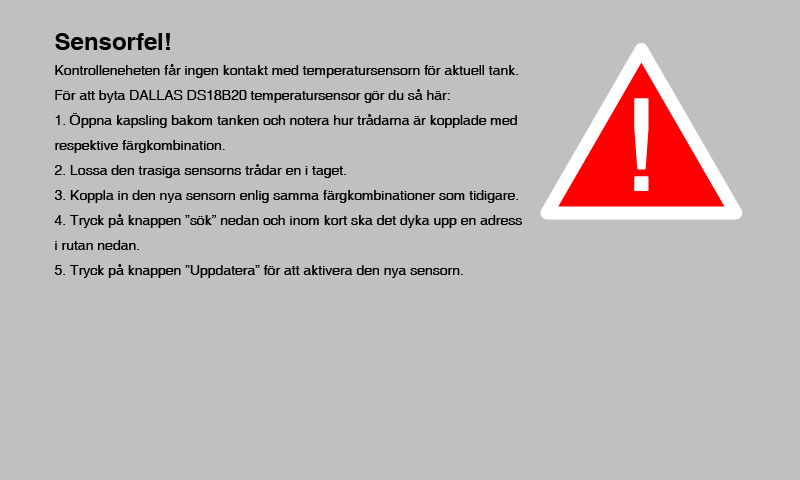 Sensorfel!
Kontrolleneheten får ingen kontakt med temperatursensorn för aktuell tank.
För att byta DALLAS DS18B20 temperatursensor gör du så här:
1. Öppna kapsling bakom tanken och notera hur trådarna är kopplade med
respektive färgkombination.
2. Lossa den trasiga sensorns trådar en i taget.
3. Koppla in den nya sensorn enlig samma färgkombinationer som tidigare.
4. Tryck på knappen ”sök” nedan och inom kort ska det dyka upp en adress
i rutan nedan.
5. Tryck på knappen ”Uppdatera” för att aktivera den nya sensorn.
!